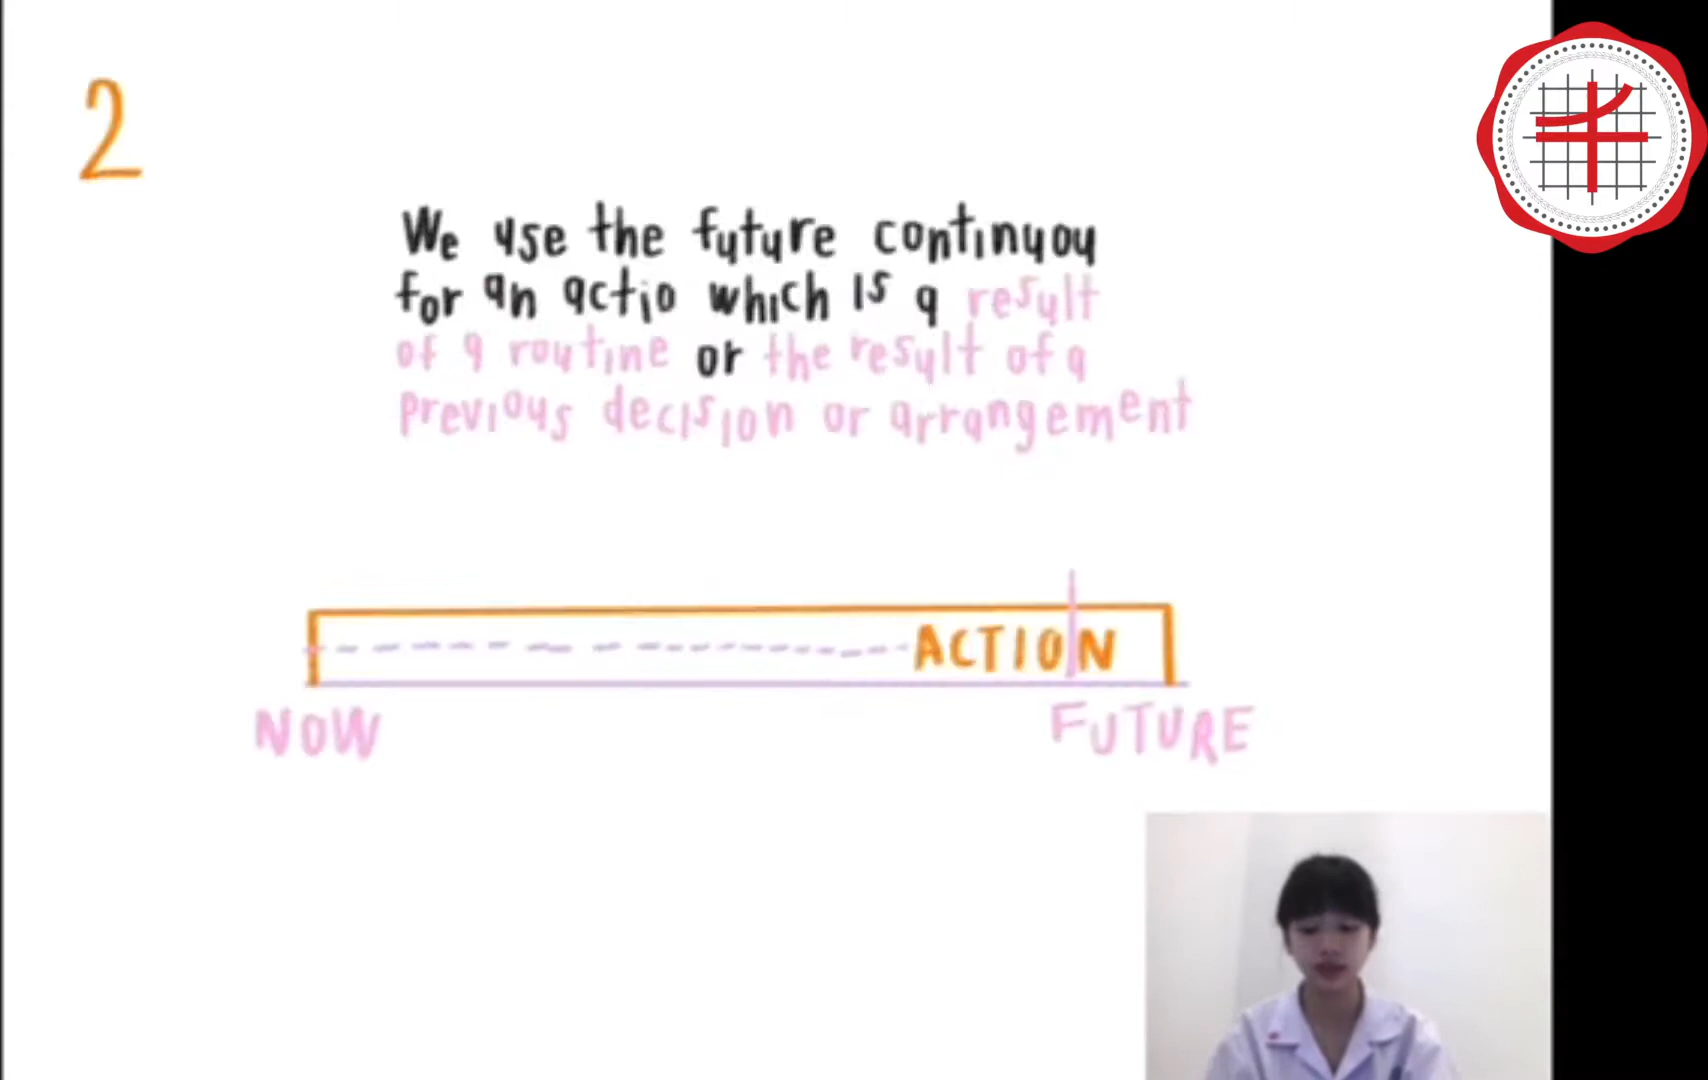 2
We use the future continuou
for an actio which is a result
of a routine or the result of a
previous decision or arrangement
ACTION
NOW
FUTURE